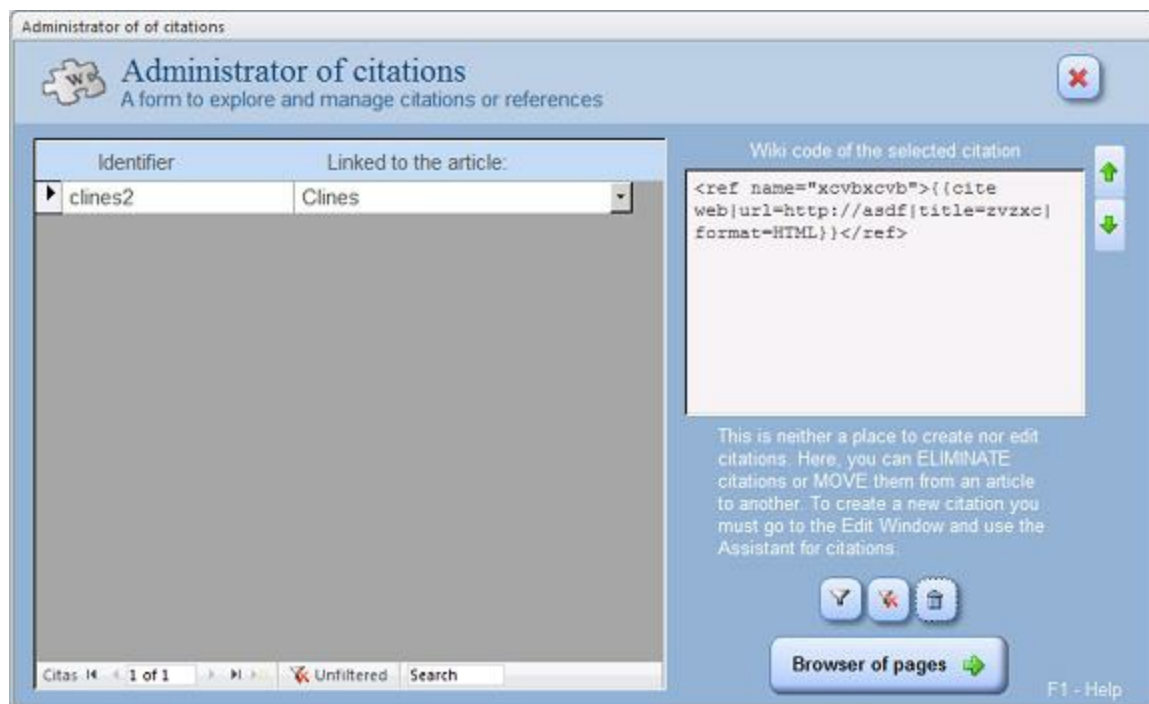 Administrator of of citations
Administrator of citations
A form to explore and manage citations or references
Identifier
Linked to the article:
clines2
Clines
Wiki code of the selected citation
<ref name="xcvbxcvb">{{cite
web|url=http://asdf|title=zvzxc|
format=HTML}}</ref>
This is neither a place to create nor edit
citations. Here, you can ELIMINATE
citations or MOVE them from an article
to another. To create a new citation you
must go to the Edit Window and use the
Assistant for citations.
Browser of pages
Citas 1 of 1 Unfiltered Search
F1 - Help